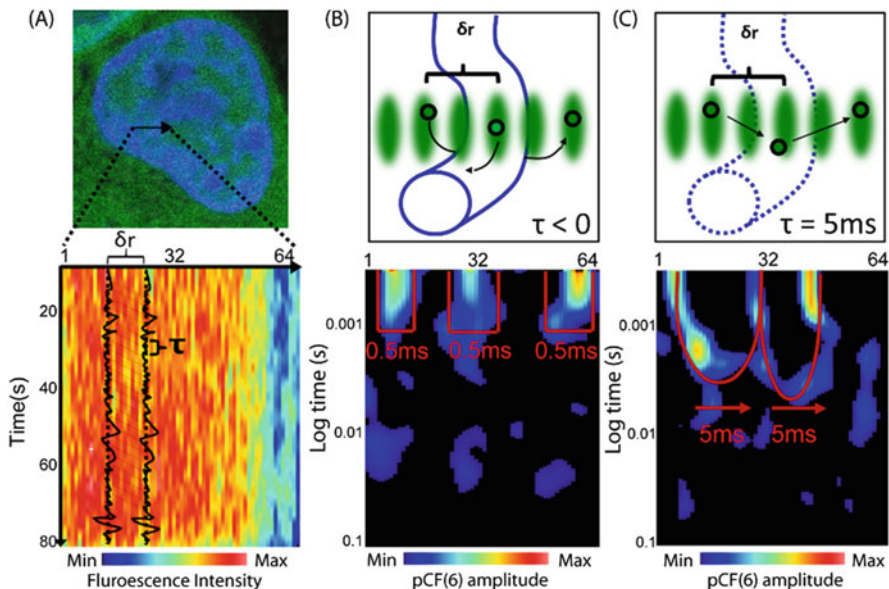 (A)
δr
1 32 64
20
40
60
80
Time(s)
τ
Min Max
Fluroescence Intensity
(B)
δr
τ < 0
1 32 64
0.001
0.01
0.1
Log time (s)
0.5ms 0.5ms 0.5ms
Min Max
pCF(6) amplitude
(C)
δr
τ = 5ms
1 32 64
0.001
0.01
0.1
Log time (s)
5ms 5ms
Min Max
pCF(6) amplitude